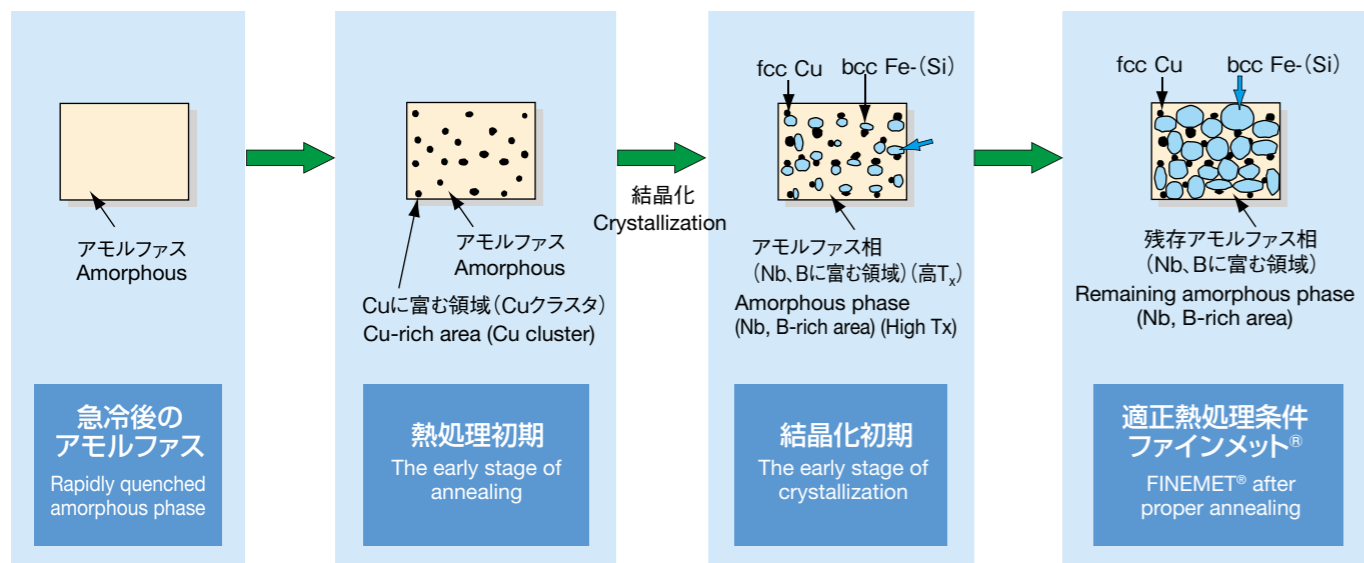 アモルファス
Amorphous
急冷後の
アモルファス
Rapidly quenched
amorphous phase
アモルファス
Amorphous
Cuに富む領域(Cuクラスタ)
Cu-rich area (Cu cluster)
熱処理初期
The early stage of
annealing
結晶化
Crystallization
fcc Cu
bcc Fe-(Si)
アモルファス相
(Nb、Bに富む領域)(高Tx)
Amorphous phase
(Nb, B-rich area) (High Tx)
結晶化初期
The early stage of
crystallization
fcc Cu
bcc Fe-(Si)
残存アモルファス相
(Nb、Bに富む領域)
Remaining amorphous phase
(Nb, B-rich area)
適正熱処理条件
ファインメット®
FINEMET® after
proper annealing